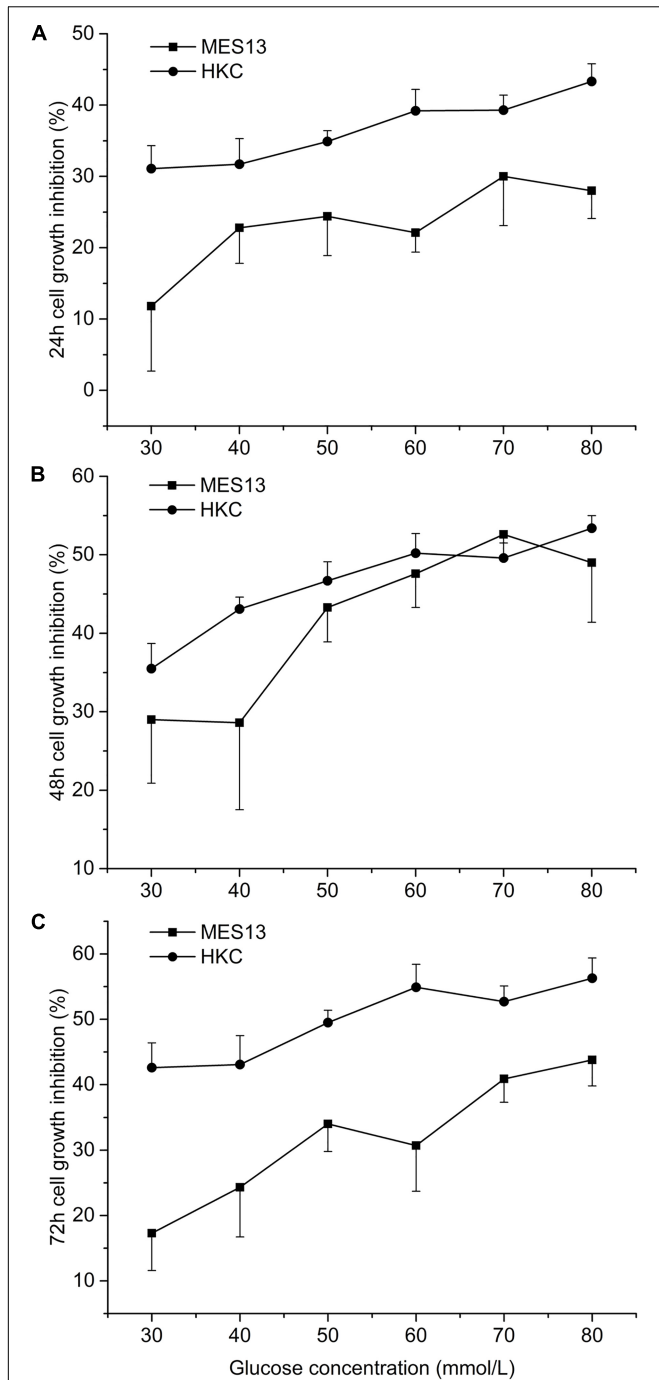 A
MES13
HKC
24h cell growth inhibition (%)
50
40
30
20
10
0
30 40 50 60 70 80
B
MES13
HKC
48h cell growth inhibition (%)
60
50
40
30
20
10
30 40 50 60 70 80
C
MES13
HKC
72h cell growth inhibition (%)
60
50
40
30
20
10
30 40 50 60 70 80
Glucose concentration (mmol/L)